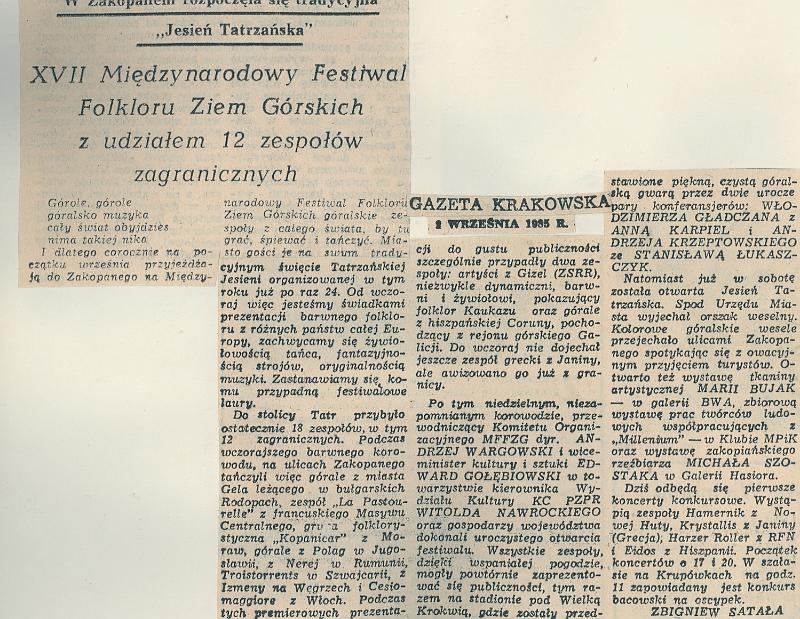 W Zakopanem rozpoczęła się tradycyjna
„Jesień Tatrzańska"
XVII Międzynarodowy Festiwal
Folkloru Ziem Górskich
z udziałem 12 zespołów
zagranicznych
Górole, górole
góralsko muzyka
cały świat obyjdzies
nima takiej nika
I dlatego corocznie na po-
czątku września przyjeżdża-
ją do Zakopanego na Między-
narodowy Festiwal Folkloru
Ziem Górskich góralskie ze-
społy z całego świata, by tu
grać, śpiewać i tańczyć. Mia-
sto gości je na swym trady-
cyjnym święcie Tatrzańskiej
Jesieni organizowanej w tym
roku już po raz 24. Od wczo-
raj więc jesteśmy świadkami
prezentacji barwnego folklo-
ru z różnych państw całej Eu-
ropy, zachwycamy się żywio-
łowością tańca, fantazyjno-
ścią strojów, oryginalnością
muzyki. Zastanawiamy się ko-
mu przypadną festiwalowe
laury.
Do stolicy Tatr przybyło
ostatecznie 18 zespołów, w tym
12 zagranicznych. Podczas
wczorajszego barwnego koro-
wodu, na ulicach Zakopanego
tańczyli więc górale z miasta
Gela leżącego w bułgarskich
Rodopach, zespół „La Pastou-
relle" z francuskiego Masywu
Centralnego, grupa folklory-
styczna „Kopanicar" z Mo-
raw, górale z Polag w Jugo-
sławii, z Nerej w Rumunii,
Troistorrents w Szwajcarii, z
Izmeny na Węgrzech i Cesio-
maggiore z Włoch. Podczas
tych premierowych prezenta-
GAZETA KRAKOWSKA
2 WRZEŚNIA 1985 R.
cji do gustu publiczności
szczególnie przypadły dwa ze-
społy: artyści z Gizel (ZSRR),
niezwykle dynamiczni, barw-
ni i żywiołowi, pokazujący
folklor Kaukazu oraz górale
z hiszpańskiej Coruny, pocho-
dzący z rejonu górskiego Ga-
licji. Do wczoraj nie dojechał
jeszcze zespół grecki z Janiny,
ale awizowano go już z gra-
nicy.
Po tym niedzielnym, nieza-
pomnianym korowodzie, prze-
wodniczący Komitetu Organi-
zacyjnego MFFZG dyr. AN-
DRZEJ WARGOWSKI i wice-
minister kultury i sztuki ED-
WARD GOŁĘBIOWSKI w to-
warzystwie kierownika Wy-
działu Kultury KC PZPR
WITOLDA NAWROCKIEGO
oraz gospodarzy województwa
dokonali uroczystego otwarcia
festiwalu. Wszystkie zespoły,
dzięki wspaniałej pogodzie,
mogły powtórnie zaprezento-
wać się publiczności, tym ra-
zem na stadionie pod Wielką
Krokwią, gdzie zostały przed-
stawione piękną, czystą góral-
ską gwarą przez dwie urocze
pary konferansjerów: WŁO-
DZIMIERZA GŁADCZANA z
ANNĄ KARPIEL i AN-
DRZEJA KRZEPTOWSKIEGO
ze STANISŁAWĄ ŁUKASZ-
CZYK.
Natomiast już w sobotę
została otwarta Jesień Ta-
trzańska. Spod Urzędu Mia-
sta wyjechał orszak weselny.
Kolorowe góralskie wesele
przejechało ulicami Zakopa-
nego spotykając się z owacyj-
nym przyjęciem turystów. O-
twarto też wystawę tkaniny
artystycznej MARII BUJAK
— w galerii BWA, zbiorową
wystawę prac twórców ludo-
wych współpracujących z
„Millenium" — w Klubie MPiK
oraz wystawę zakopiańskiego
rzeźbiarza MICHAŁA SZO-
STAKA w Galerii Hasiora.
Dziś odbędą się pierwsze
koncerty konkursowe. Wystą-
pią zespoły Hamernik z No-
wej Huty, Krystallis z Janiny
(Grecja), Harzer Roller z RFN
i Eidos z Hiszpanii. Początek
koncertów o 17 i 20. W szała-
sie na Krupówkach na godz.
11 zapowiadany jest konkurs
bacowski na oscypek.
ZBIGNIEW SATAŁA